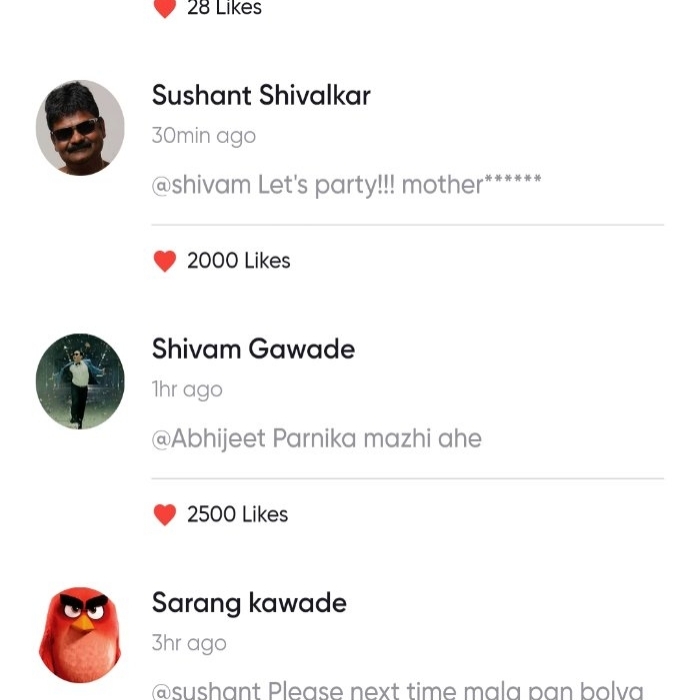 28 Likes
Sushant Shivalkar
30min ago
@shivam Let's party!!! mother******
2000 Likes
Shivam Gawade
1hr ago
@Abhijeet Parnika mazhi ahe
2500 Likes
Sarang kawade
3hr ago
@sushant Please next time mala pan bolva